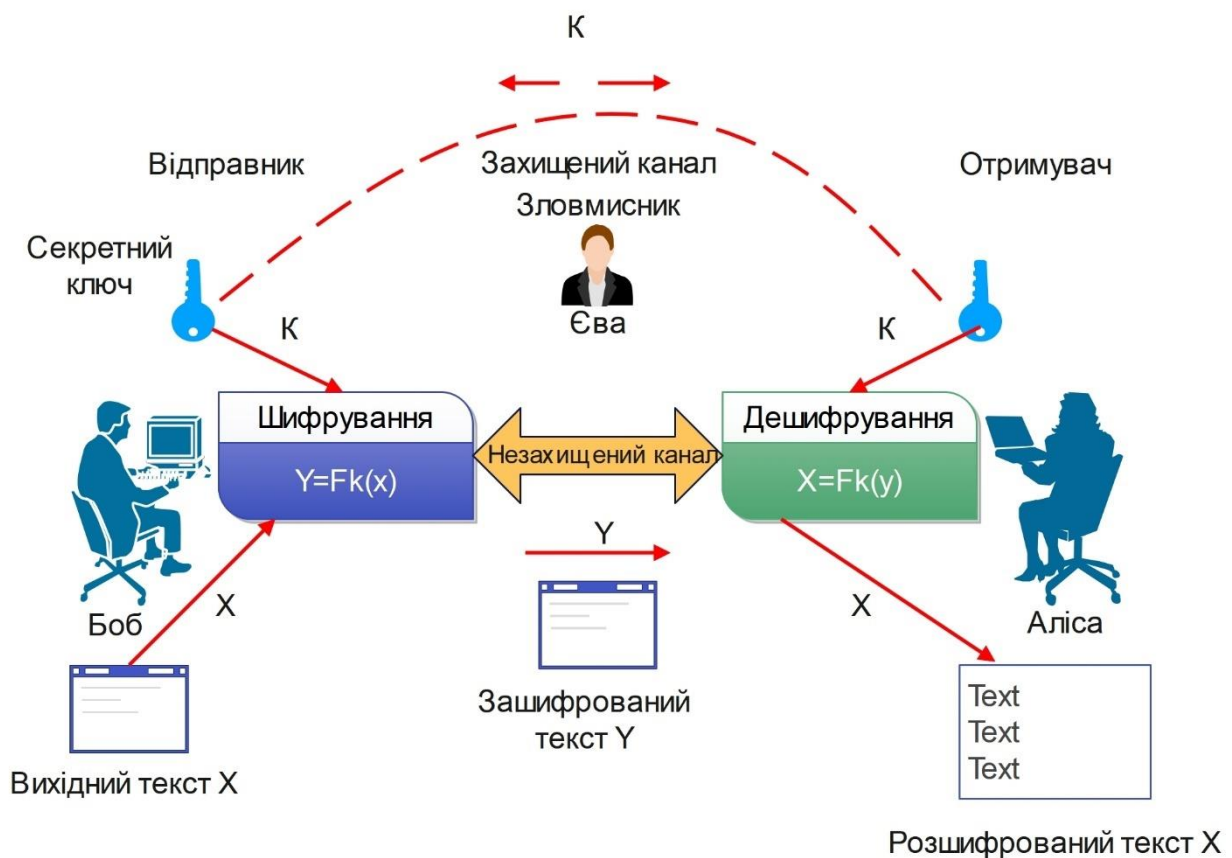 К
Відправник
Захищений канал
Отримувач
Зловмисник
Секретний
ключ
К
Єва
К
Шифрування
Дешифрування
Незахищений канал
Y=Fk(x)
X=Fk(y)
Y
X
X
Боб
Аліса
Text
Text
Text
Зашифрований
текст Y
Вихідний текст X
Розшифрований текст X